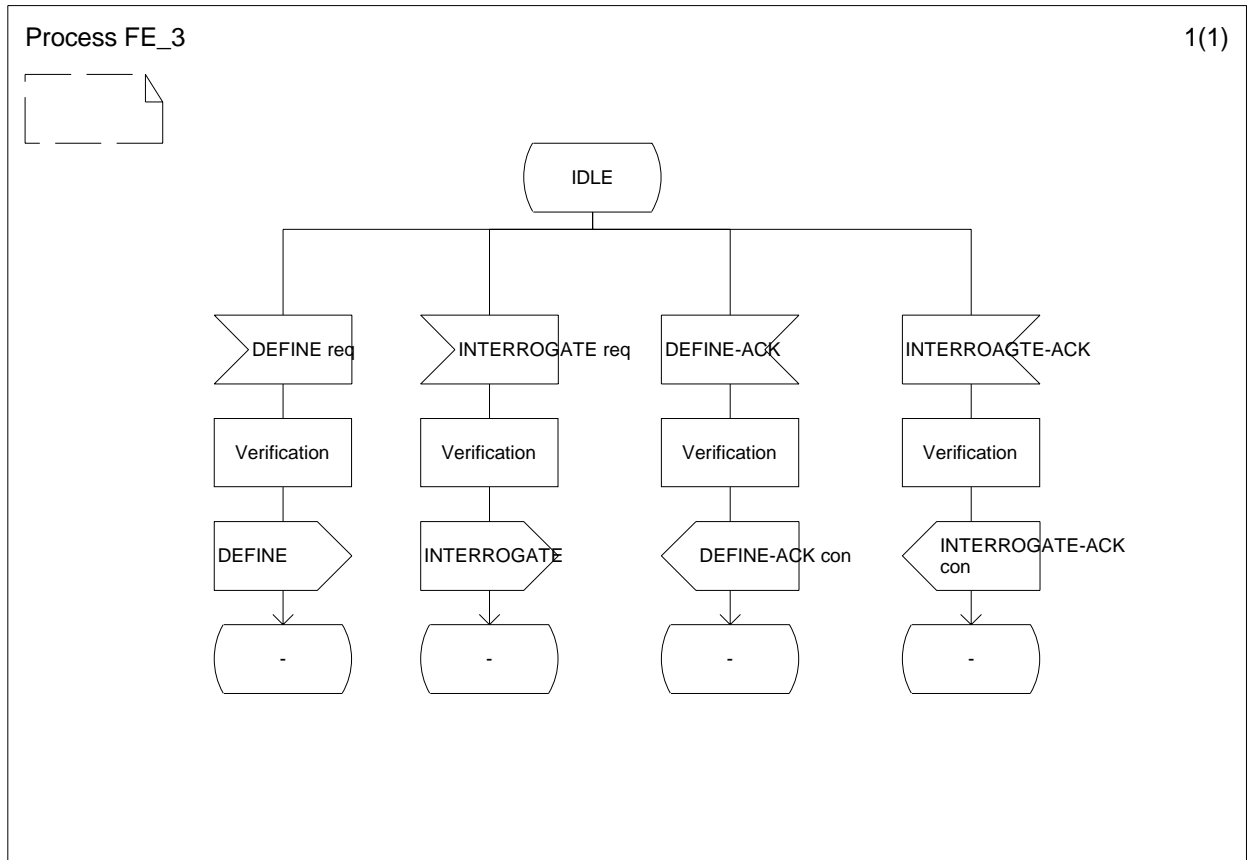 Process FE_3
1(1)
IDLE
DEFINE req
INTERROGATE req
DEFINE-ACK
INTERROAGTE-ACK
Verification
Verification
Verification
Verification
DEFINE
INTERROGATE
DEFINE-ACK con
INTERROGATE-ACK
con
-
-
-
-